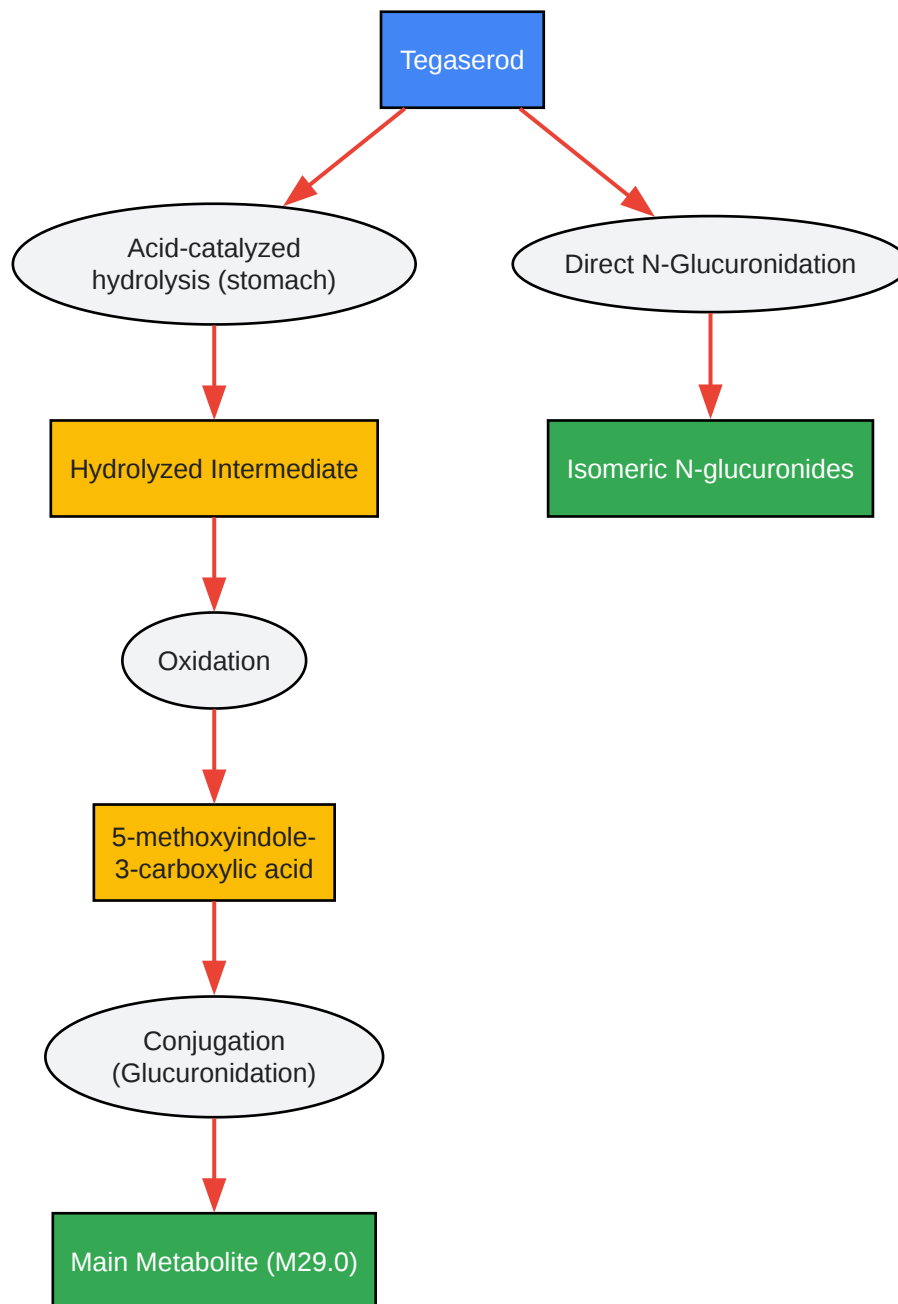 Tegaserod
Acid-catalyzed
hydrolysis (stomach)
Direct N-Glucuronidation
Hydrolyzed Intermediate
Isomeric N-glucuronides
Oxidation
5-methoxyindole-
3-carboxylic acid
Conjugation
(Glucuronidation)
Main Metabolite (M29.0)